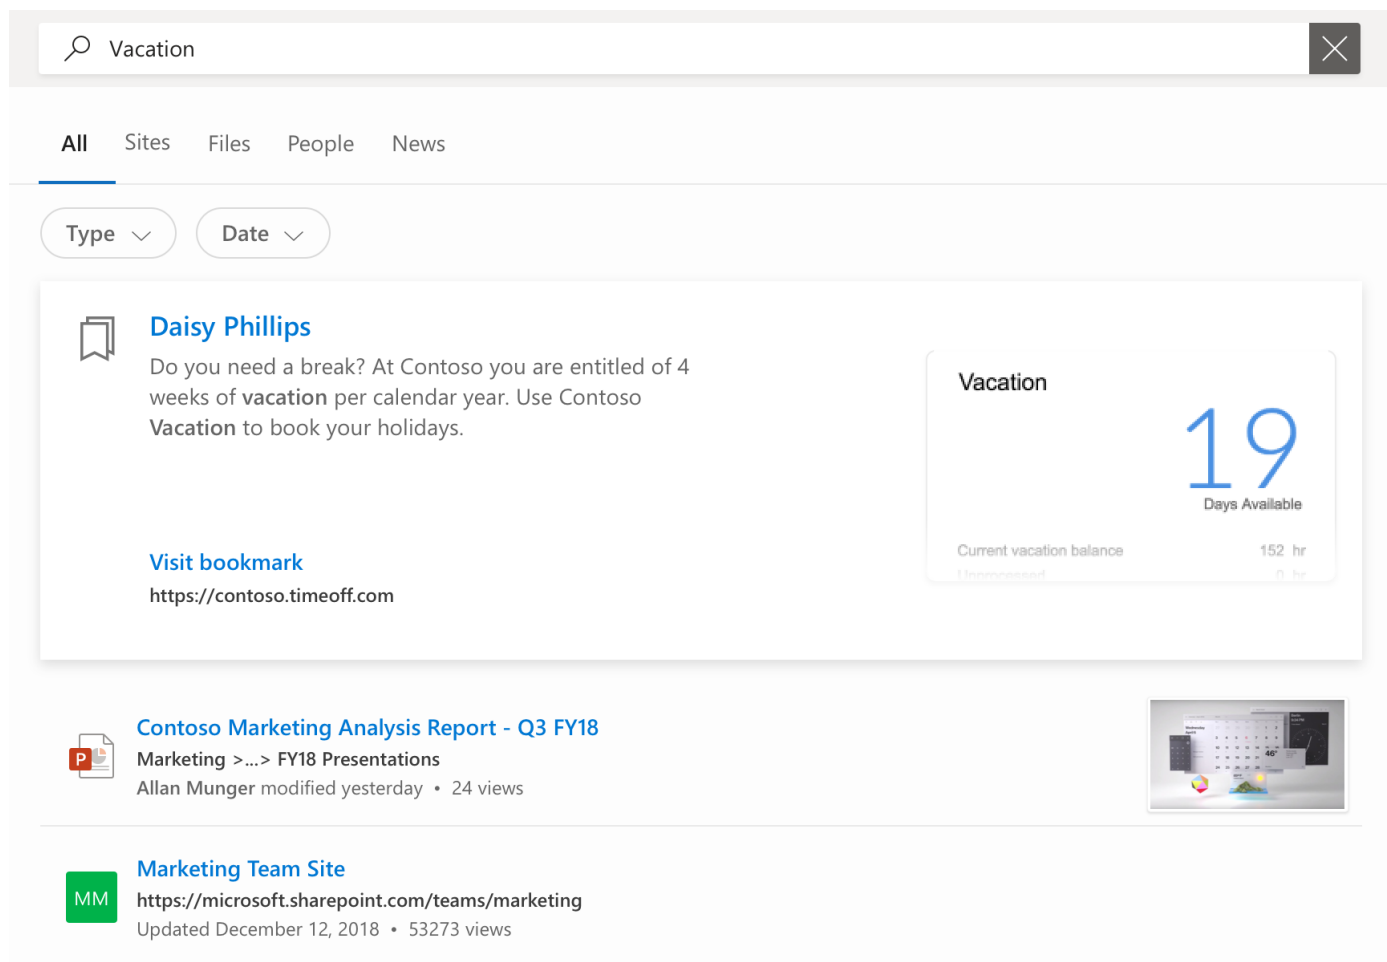 Vacation
All Sites Files People News
Type Date
Daisy Phillips
Do you need a break? At Contoso you are entitled of 4
weeks of vacation per calendar year. Use Contoso
Vacation to book your holidays.
Visit bookmark
https://contoso.timeoff.com
Vacation
19
Days Available
Current vacation balance 152 hr
Unprocessed 0 hr
Contoso Marketing Analysis Report - Q3 FY18
Marketing >...> FY18 Presentations
Allan Munger modified yesterday • 24 views
P
46°
Marketing Team Site
MM
https://microsoft.sharepoint.com/teams/marketing
Updated December 12, 2018 • 53273 views